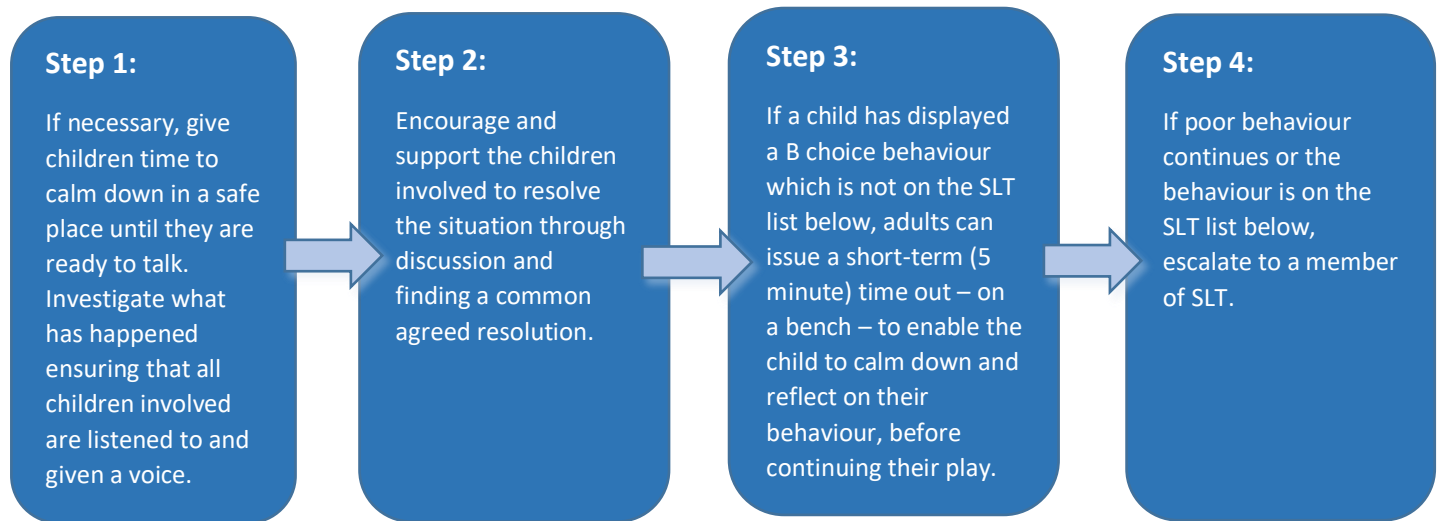 Step 1:
If necessary, give
children time to
calm down in a safe
place until they are
ready to talk.
Investigate what
has happened
ensuring that all
children involved
are listened to and
given a voice.
Step 2:
Encourage and
support the children
involved to resolve
the situation through
discussion and
finding a common
agreed resolution.
Step 3:
If a child has displayed
a B choice behaviour
which is not on the SLT
list below, adults can
issue a short-term (5
minute) time out – on
a bench – to enable the
child to calm down and
reflect on their
behaviour, before
continuing their play.
Step 4:
If poor behaviour
continues or the
behaviour is on the
SLT list below,
escalate to a member
of SLT.